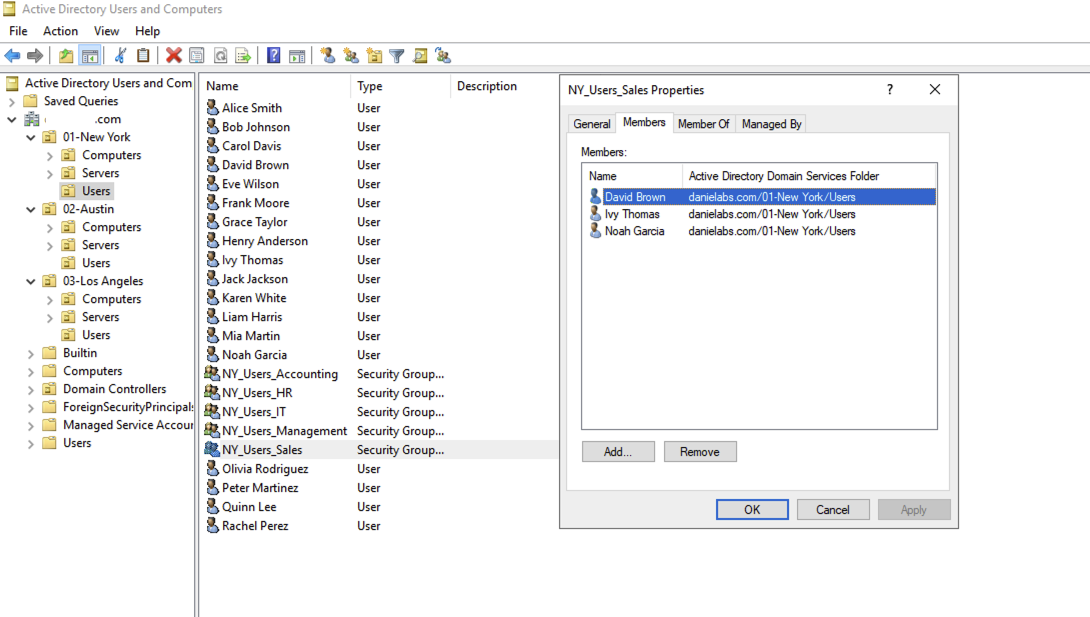 Active Directory Users and Computers
File Action View Help
Active Directory Users and Com
Saved Queries
.com
01-New York
Computers
Servers
Users
02-Austin
Computers
Servers
Users
03-Los Angeles
Computers
Servers
Users
Builtin
Computers
Domain Controllers
ForeignSecurityPrincipals
Managed Service Accour
Users
Name Type Description
Alice Smith User
Bob Johnson User
Carol Davis User
David Brown User
Eve Wilson User
Frank Moore User
Grace Taylor User
Henry Anderson User
Ivy Thomas User
Jack Jackson User
Karen White User
Liam Harris User
Mia Martin User
Noah Garcia User
NY_Users_Accounting Security Group...
NY_Users_HR Security Group...
NY_Users_IT Security Group...
NY_Users_Management Security Group...
NY_Users_Sales Security Group...
Olivia Rodriguez User
Peter Martinez User
Quinn Lee User
Rachel Perez User
NY_Users_Sales Properties ?
General Members Member Of Managed By
Members:
Name Active Directory Domain Services Folder
David Brown danielabs.com/01-New York/Users
Ivy Thomas danielabs.com/01-New York/Users
Noah Garcia danielabs.com/01-New York/Users
Add... Remove
OK Cancel Apply